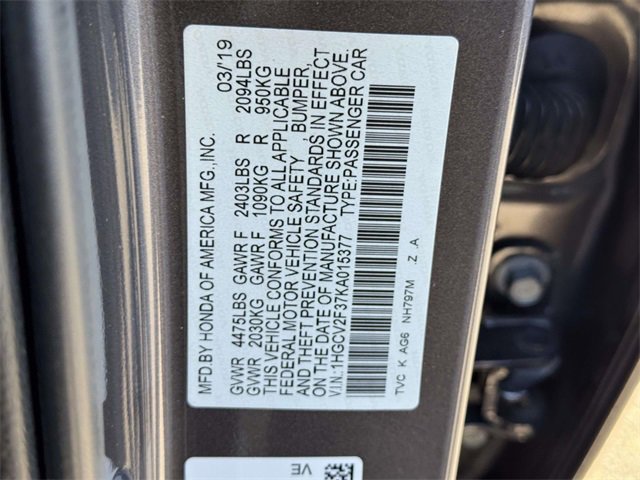 MFD.BY HONDA OF AMERICA MFG.,INC. 03/19
GVWR 4475LBS GAWR F 2403LBS R 2094LBS
GVWR 2030KG GAWR F 1090KG R 950KG
THIS VEHICLE CONFORMS TO ALL APPLICABLE
FEDERAL MOTOR VEHICLE SAFETY BUMPER,
AND THEFT PREVENTION STANDARDS IN EFFECT
ON THE DATE OF MANUFACTURE SHOWN ABOVE.
V.I.N.:1HGCV2F37KA015377 TYPE:PASSENGER CAR
TVC K AG6 NH797M .Z .A
Vm